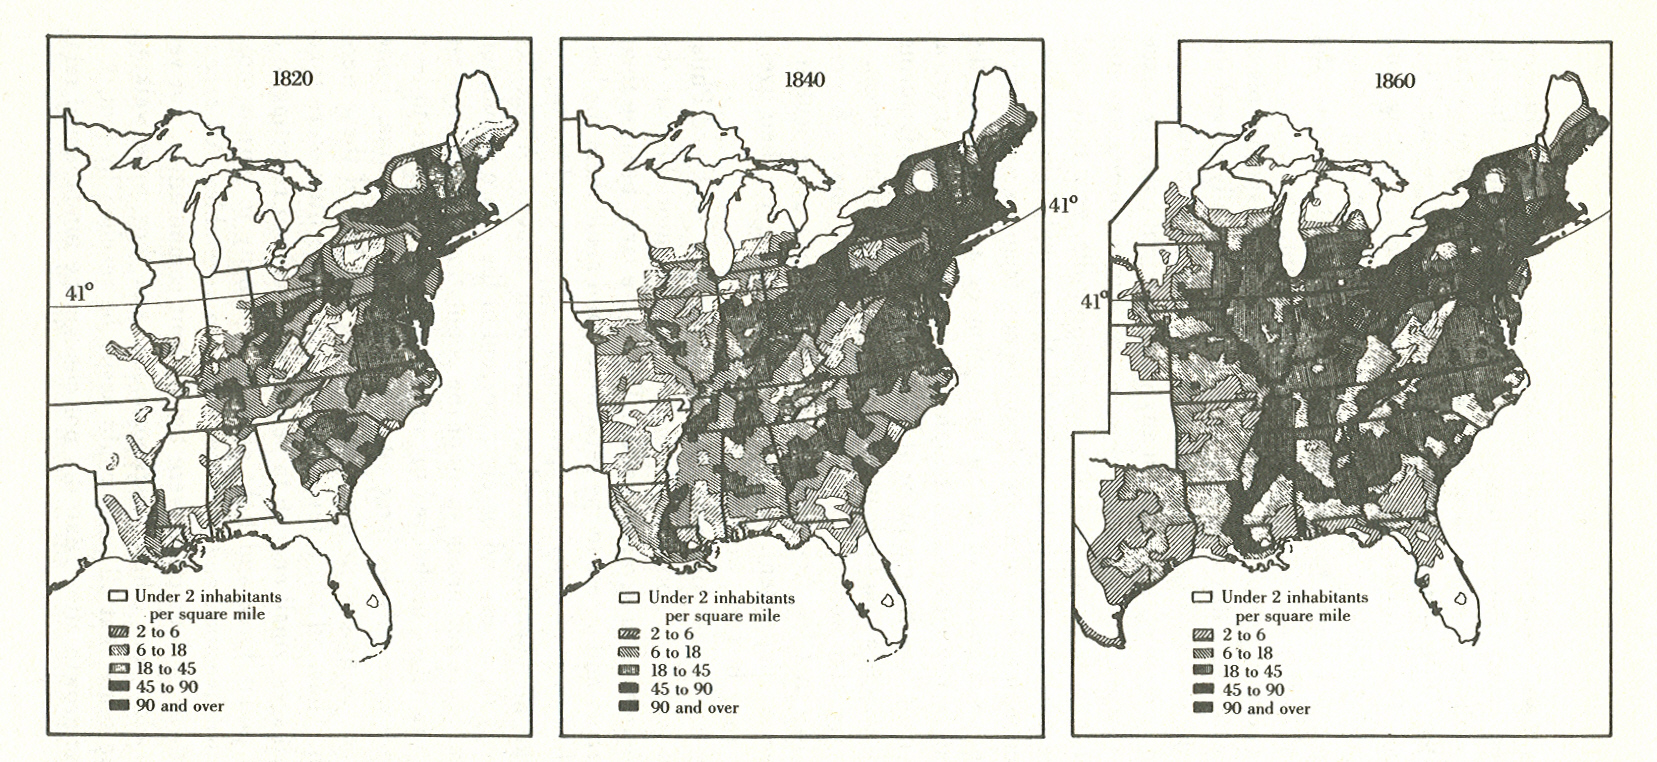 1820
41°
Under 2 inhabitants
per square mile
2 to 6
6 to 18
18 to 45
45 to 90
90 and over
1840
41°
Under 2 inhabitants
per square mile
2 to 6
6 to 18
18 to 45
45 to 90
90 and over
1860
41°
Under 2 inhabitants
per square mile
2 to 6
6 to 18
18 to 45
45 to 90
90 and over